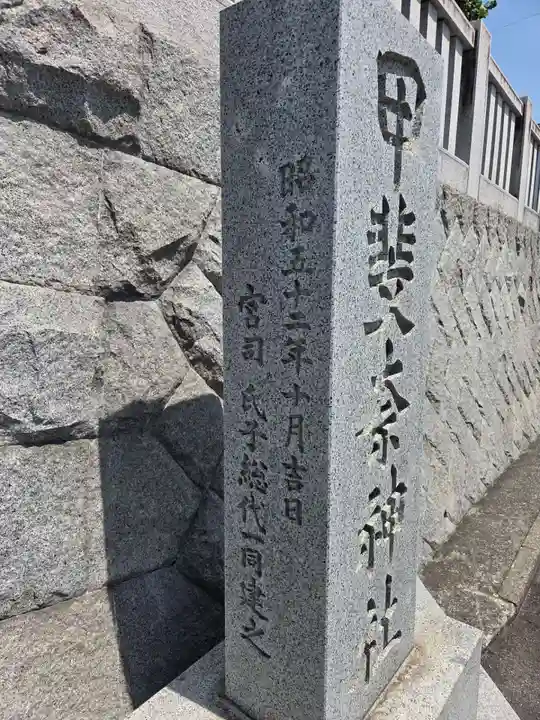 甲斐奈神社
昭和五十二年十月吉日
宮司 氏子総代一同建之